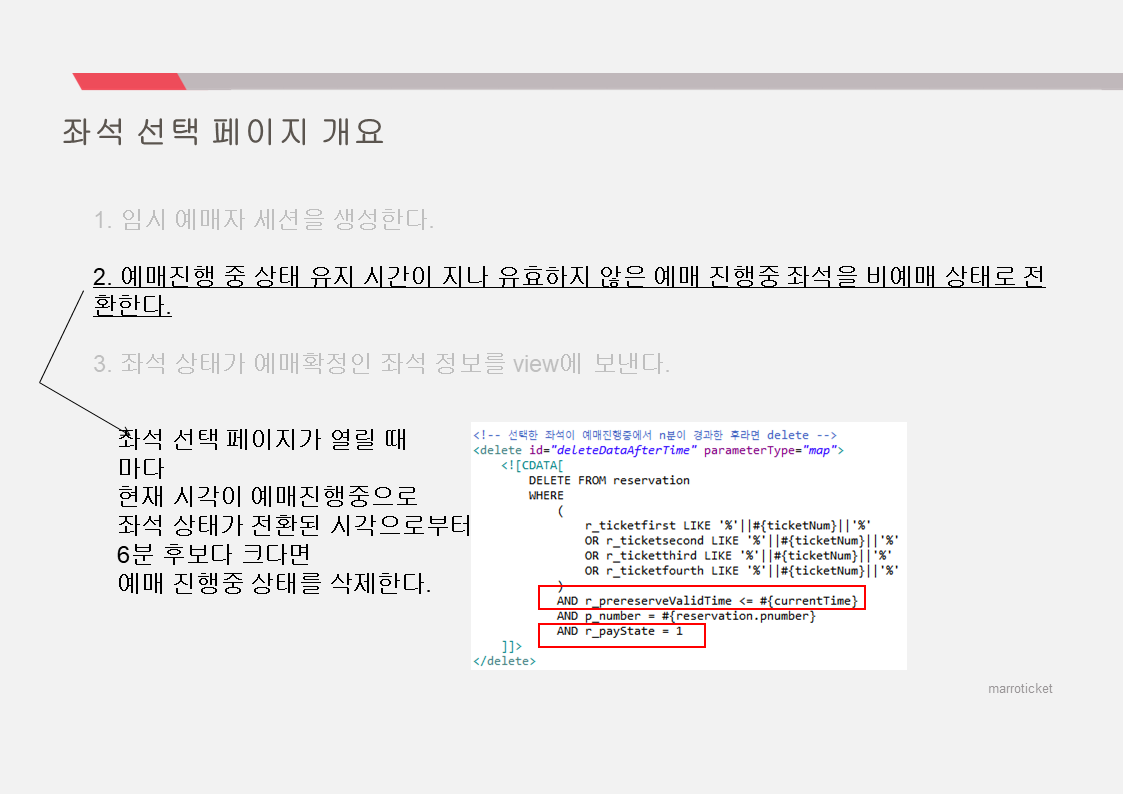 좌석 선택 페이지 개요
1. 임시 예매자 세션을 생성한다.
2. 예매진행 중 상태 유지 시간이 지나 유효하지 않은 예매 진행중 좌석을 비예매 상태로 전
환한다.
3. 좌석 상태가 예매확정인 좌석 정보를 view에 보낸다.
좌석 선택 페이지가 열릴 때
마다
현재 시각이 예매진행중으로
좌석 상태가 전환된 시각으로부터
6분 후보다 크다면
예매 진행중 상태를 삭제한다.
<!-- 선택한 좌석이 예매진행중에서 n분이 경과한 후라면 delete -->
<delete id="deleteDataAfterTime" parameterType="map">
<![CDATA[
DELETE FROM reservation
WHERE
(
r_ticketfirst LIKE '%'||#{ticketNum}||'%'
OR r_ticketsecond LIKE '%'||#{ticketNum}||'%'
OR r_ticketthird LIKE '%'||#{ticketNum}||'%'
OR r_ticketfourth LIKE '%'||#{ticketNum}||'%'
)
AND r_prereserveValidTime <= #{currentTime}
AND p_number = #{reservation.pnumber}
AND r_payState = 1
]]>
</delete>
marroticket